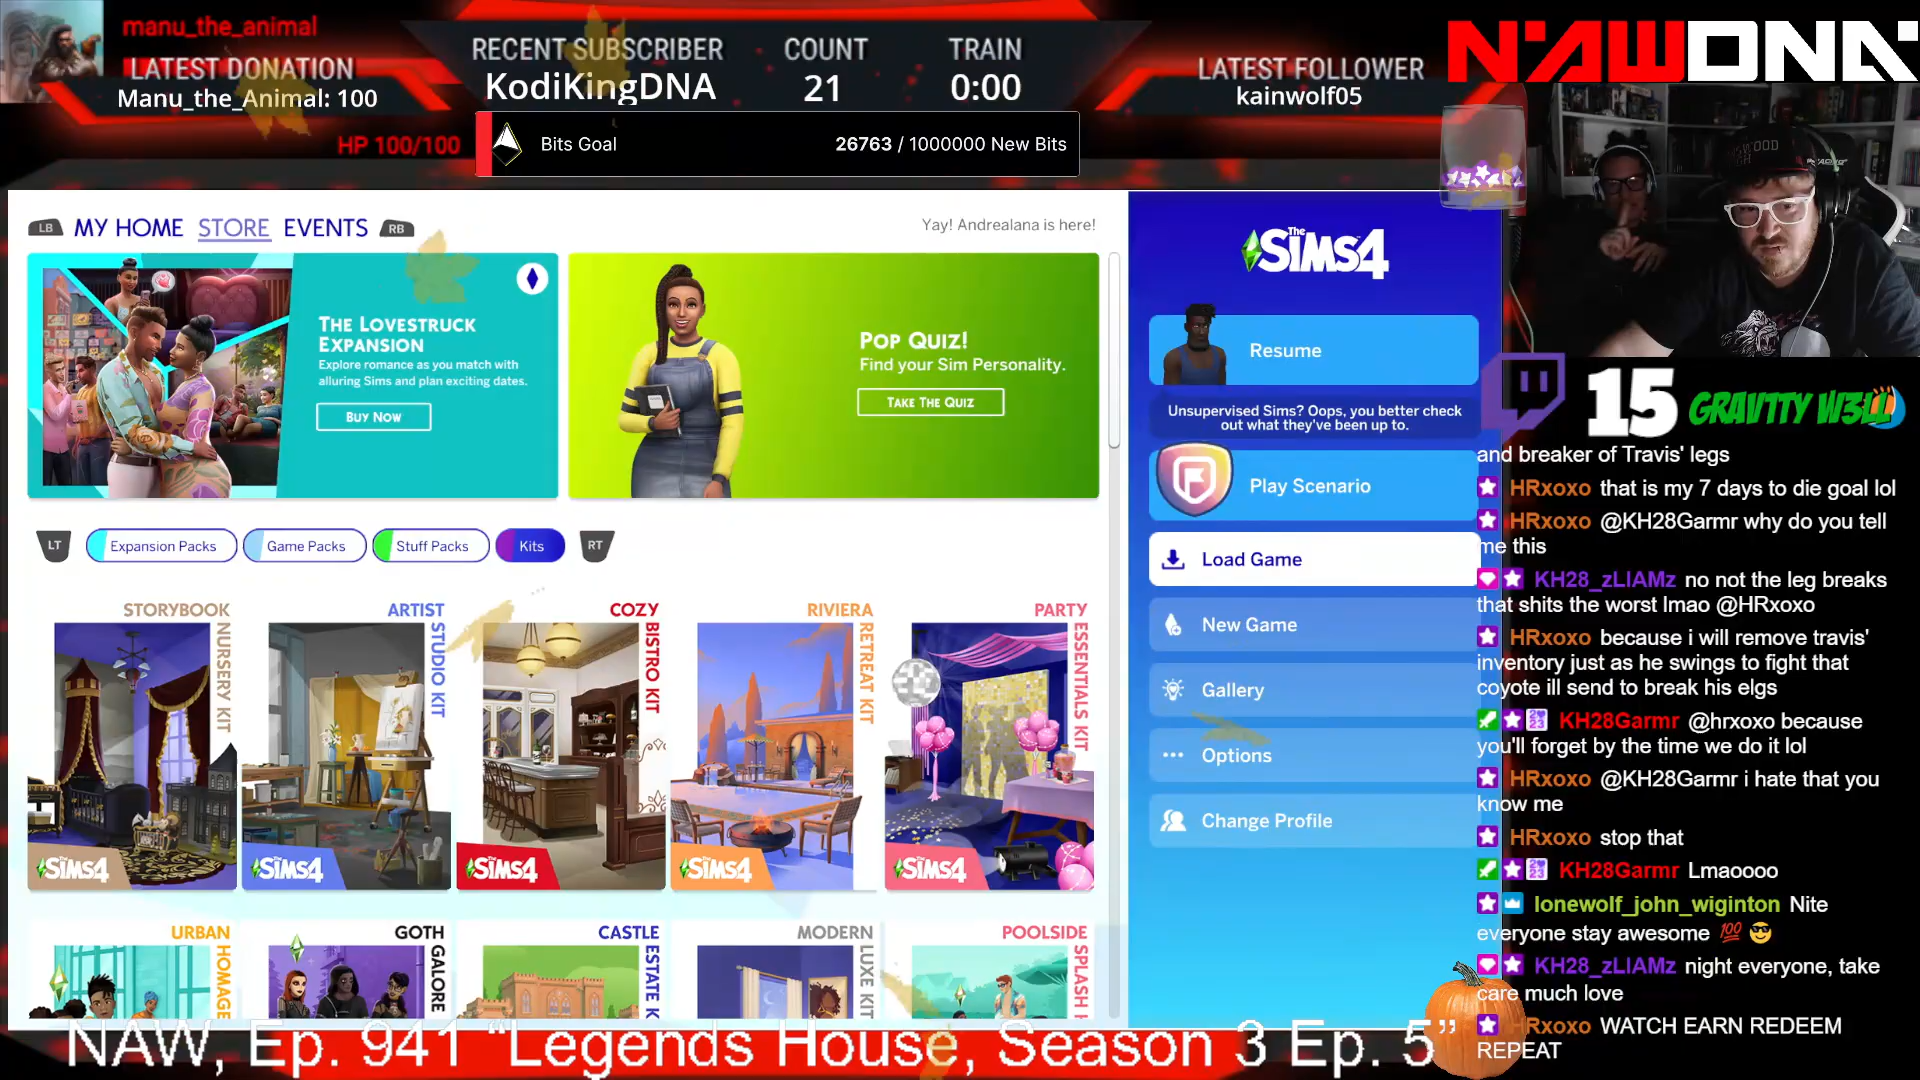 manu_the_animal
LATEST DONATION
Manu_the_Animal: 100
HP 100/100
RECENT SUBSCRIBER
KodiKingDNA
COUNT
21
TRAIN
0:00
Bits Goal
26763 / 1000000 New Bits
LATEST FOLLOWER
kainwolf05
NAWDNA
LB MY HOME STORE EVENTS RB
Yay! Andrealana is here!
THE LOVESTRUCK
EXPANSION
Explore romance as you match with
alluring Sims and plan exciting dates.
BUY NOW
POP QUIZ!
Find your Sim Personality.
TAKE THE QUIZ
LT Expansion Packs Game Packs Stuff Packs Kits RT
STORYBOOK
NURSERY KIT
The SIMS4
ARTIST
STUDIO KIT
The SIMS4
COZY
BISTRO KIT
The SIMS4
RIVIERA
RETREAT KIT
The SIMS4
PARTY
ESSENTIALS KIT
The SIMS4
URBAN
HOMAGE
GOTH
GALORE
CASTLE
ESTATE K
MODERN
LUXE KIT
POOLSIDE
SPLASH
The SIMS4
Resume
Unsupervised Sims? Oops, you better check
out what they've been up to.
Play Scenario
Load Game
New Game
Gallery
Options
Change Profile
15
GRAVITY W3LL
and breaker of Travis' legs
HRxoxo that is my 7 days to die goal lol
HRxoxo @KH28Garmr why do you tell
me this
KH28_zLIAMz no not the leg breaks
that shits the worst lmao @HRxoxo
HRxoxo because i will remove travis'
inventory just as he swings to fight that
coyote ill send to break his elgs
KH28Garmr @hrxoxo because
you'll forget by the time we do it lol
HRxoxo @KH28Garmr i hate that you
know me
HRxoxo stop that
KH28Garmr Lmaoooo
lonewolf_john_wiginton Nite
everyone stay awesome 💯 😎
KH28_zLIAMz night everyone, take
care much love
HRxoxo WATCH EARN REDEEM
REPEAT
NAW, Ep. 941 “Legends House, Season 3 Ep. 5”